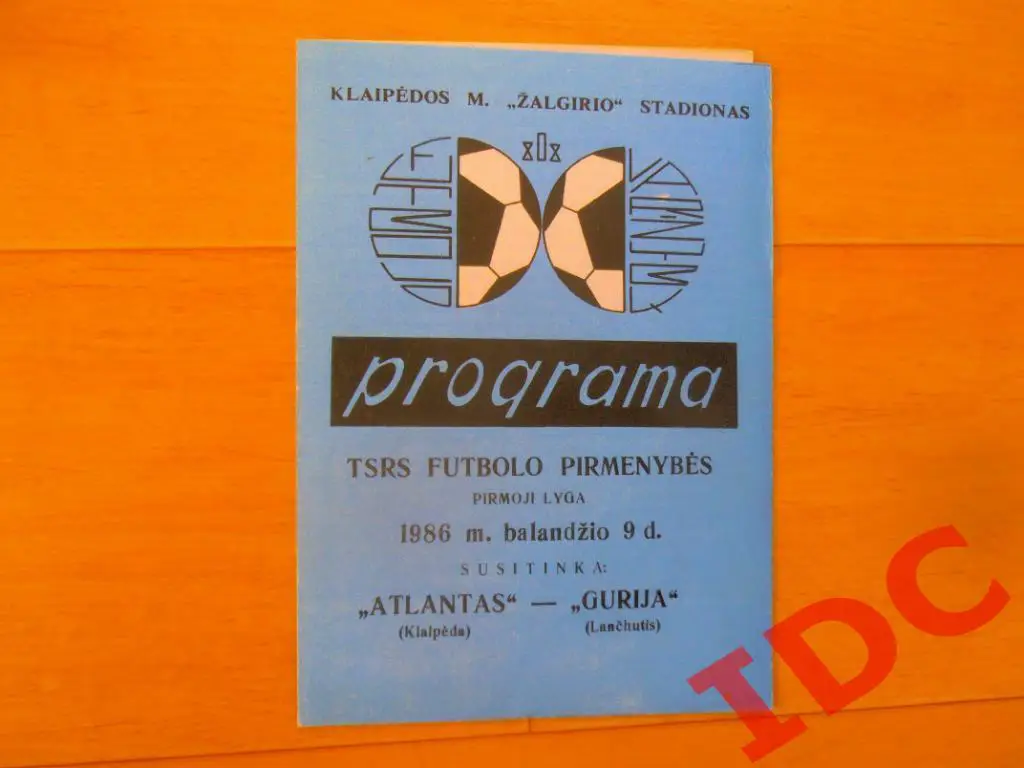 KLAIPĖDOS M. „ŽALGIRIO“ STADIONAS
programa
TSRS FUTBOLO PIRMENYBĖS
PIRMOJI LYGA
1986 m. balandžio 9 d.
SUSITINKA:
„ATLANTAS“ — „GURIJA“
(Klaipėda) (Lančhutis)
IDC